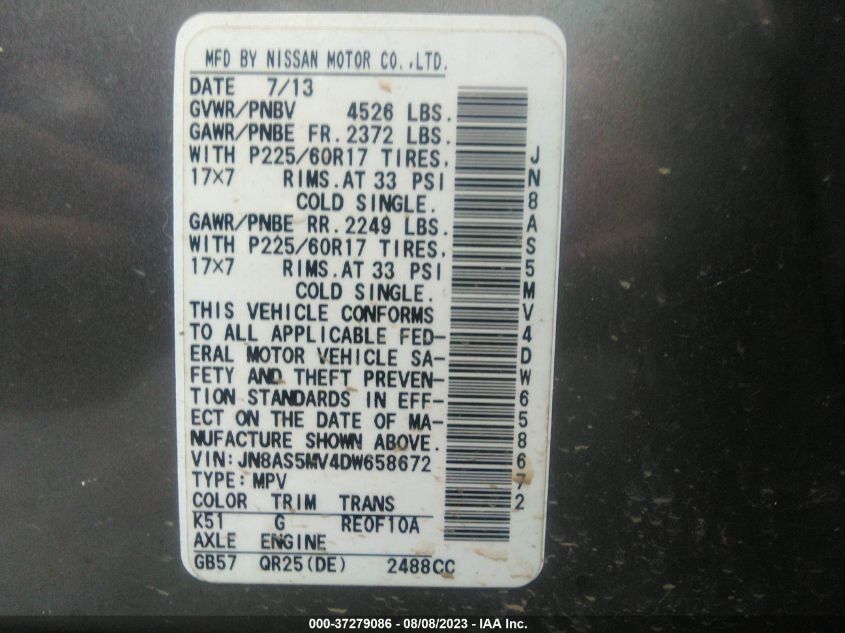 MFD BY NISSAN MOTOR CO.,LTD.
DATE 7/13
GVWR/PNBV 4526 LBS.
GAWR/PNBE FR.2372 LBS.
WITH P225/60R17 TIRES,
17×7 RIMS.AT 33 PSI
COLD SINGLE.
GAWR/PNBE RR.2249 LBS.
WITH P225/60R17 TIRES,
17×7 RIMS.AT 33 PSI
COLD SINGLE.
THIS VEHICLE CONFORMS
TO ALL APPLICABLE FED-
ERAL MOTOR VEHICLE SA-
FETY AND THEFT PREVEN-
TION STANDARDS IN EFF-
ECT ON THE DATE OF MA-
NUFACTURE SHOWN ABOVE.
VIN:JN8AS5MV4DW658672
TYPE:MPV
COLOR TRIM TRANS
K51 G RE0F10A
AXLE ENGINE
GB57 QR25(DE) 2488CC
JN8AS5MV4DW658672
000-37279086 - 08/08/2023 - IAA Inc.